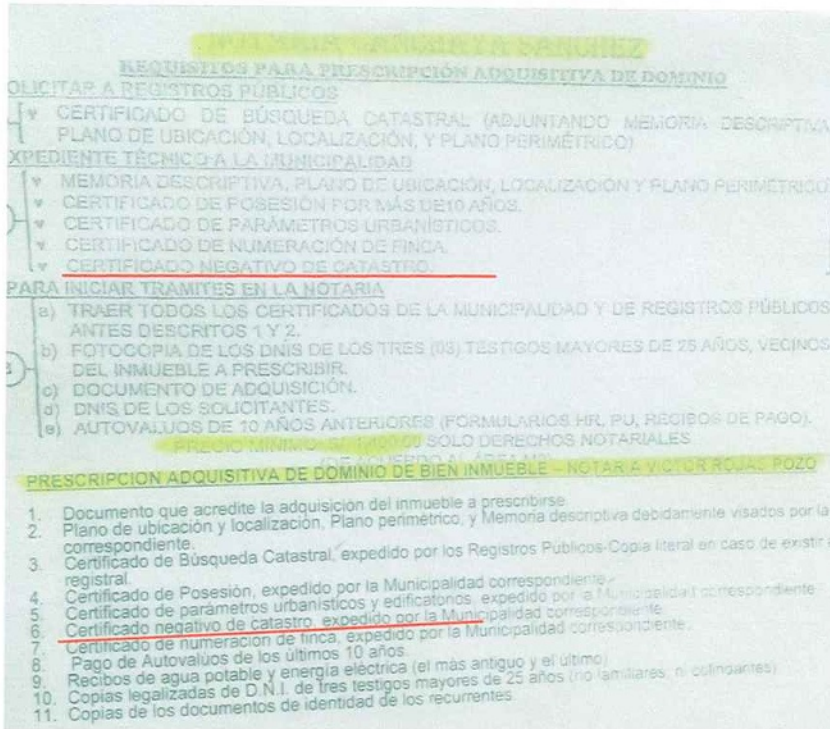 NOTARIA VANGHRTA SÁNCHEZ
REQUISITOS PARA PRESCRIPCIÓN ADQUISITIVA DE DOMINIO
OLICITAR A REGISTROS PÚBLICOS
CERTIFICADO DE BÚSQUEDA CATASTRAL (ADJUNTANDO MEMORIA DESCRIPTIVA
PLANO DE UBICACIÓN, LOCALIZACIÓN, Y PLANO PERIMÉTRICO)
XPEDIENTE TÉCNICO A LA MUNICIPALIDAD
MEMORIA DESCRIPTIVA, PLANO DE UBICACIÓN, LOCALIZACIÓN Y PLANO PERIMÉTRICO
CERTIFICADO DE POSESIÓN POR MÁS DE10 AÑOS.
CERTIFICADO DE PARÁMETROS URBANÍSTICOS.
CERTIFICADO DE NUMERACIÓN DE FINCA.
CERTIFICADO NEGATIVO DE CATASTRO.
PARA INICIAR TRAMITES EN LA NOTARIA
a) TRAER TODOS LOS CERTIFICADOS DE LA MUNICIPALIDAD Y DE REGISTROS PÚBLICOS
ANTES DESCRITOS 1 Y 2.
b) FOTOCOPIA DE LOS DNIS DE LOS TRES (03) TESTIGOS MAYORES DE 25 AÑOS, VECINOS
DEL INMUEBLE A PRESCRIBIR.
c) DOCUMENTO DE ADQUISICIÓN.
d) DNIS DE LOS SOLICITANTES.
e) AUTOVALUOS DE 10 AÑOS ANTERIORES (FORMULARIOS HR, PU, RECIBOS DE PAGO).
PRECIO MINIMO: SOLO DERECHOS NOTARIALES
(DE ACUERDO AL ÁREA M2)
PRESCRIPCION ADQUISITIVA DE DOMINIO DE BIEN INMUEBLE – NOTARIA VICTOR ROJAS POZO
1. Documento que acredite la adquisición del inmueble a prescribirse
2. Plano de ubicación y localización, Plano perimétrico, y Memoria descriptiva debidamente visados por la
correspondiente.
3. Certificado de Búsqueda Catastral, expedido por los Registros Públicos-Copia literal en caso de existir
registral.
4. Certificado de Posesión, expedido por la Municipalidad correspondiente.
5. Certificado de parámetros urbanísticos y edificatorios, expedido por la Municipalidad correspondiente
6. Certificado negativo de catastro, expedido por la Municipalidad correspondiente.
7. Certificado de numeración de finca, expedido por la Municipalidad correspondiente.
8. Pago de Autovalúos de los últimos 10 años.
9. Recibos de agua potable y energía eléctrica (el más antiguo y el último)
10. Copias legalizadas de D.N.I. de tres testigos mayores de 25 años (no familiares, ni colindantes)
11. Copias de los documentos de identidad de los recurrentes.